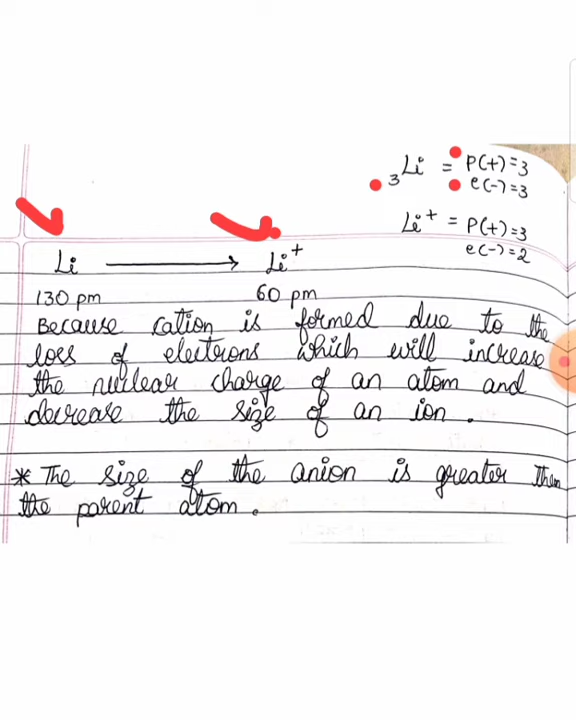 ₃Li = P(+)=3
e(-)=3
Li⁺ = P(+)=3
e(-)=2
Li ⟶ Li⁺
130 pm 60 pm
Because cation is formed due to the
loss of electrons which will increase
the nuclear charge of an atom and
decrease the size of an ion.
* The size of the anion is greater then
the parent atom.